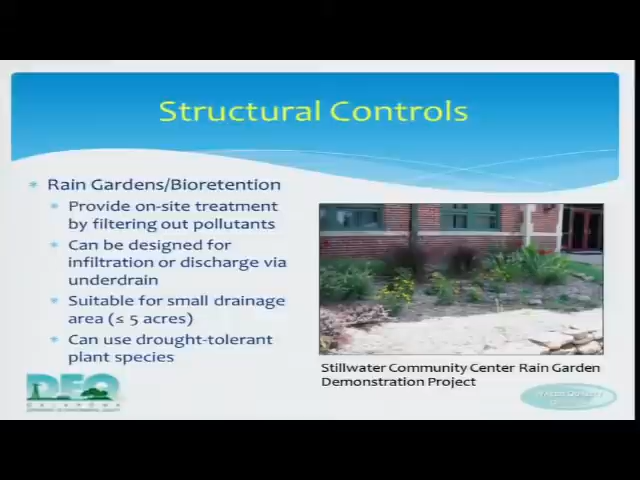 Structural Controls
* Rain Gardens/Bioretention
* Provide on-site treatment
by filtering out pollutants
* Can be designed for
infiltration or discharge via
underdrain
* Suitable for small drainage
area (≤ 5 acres)
* Can use drought-tolerant
plant species
Stillwater Community Center Rain Garden
Demonstration Project
DEQ
OKLAHOMA